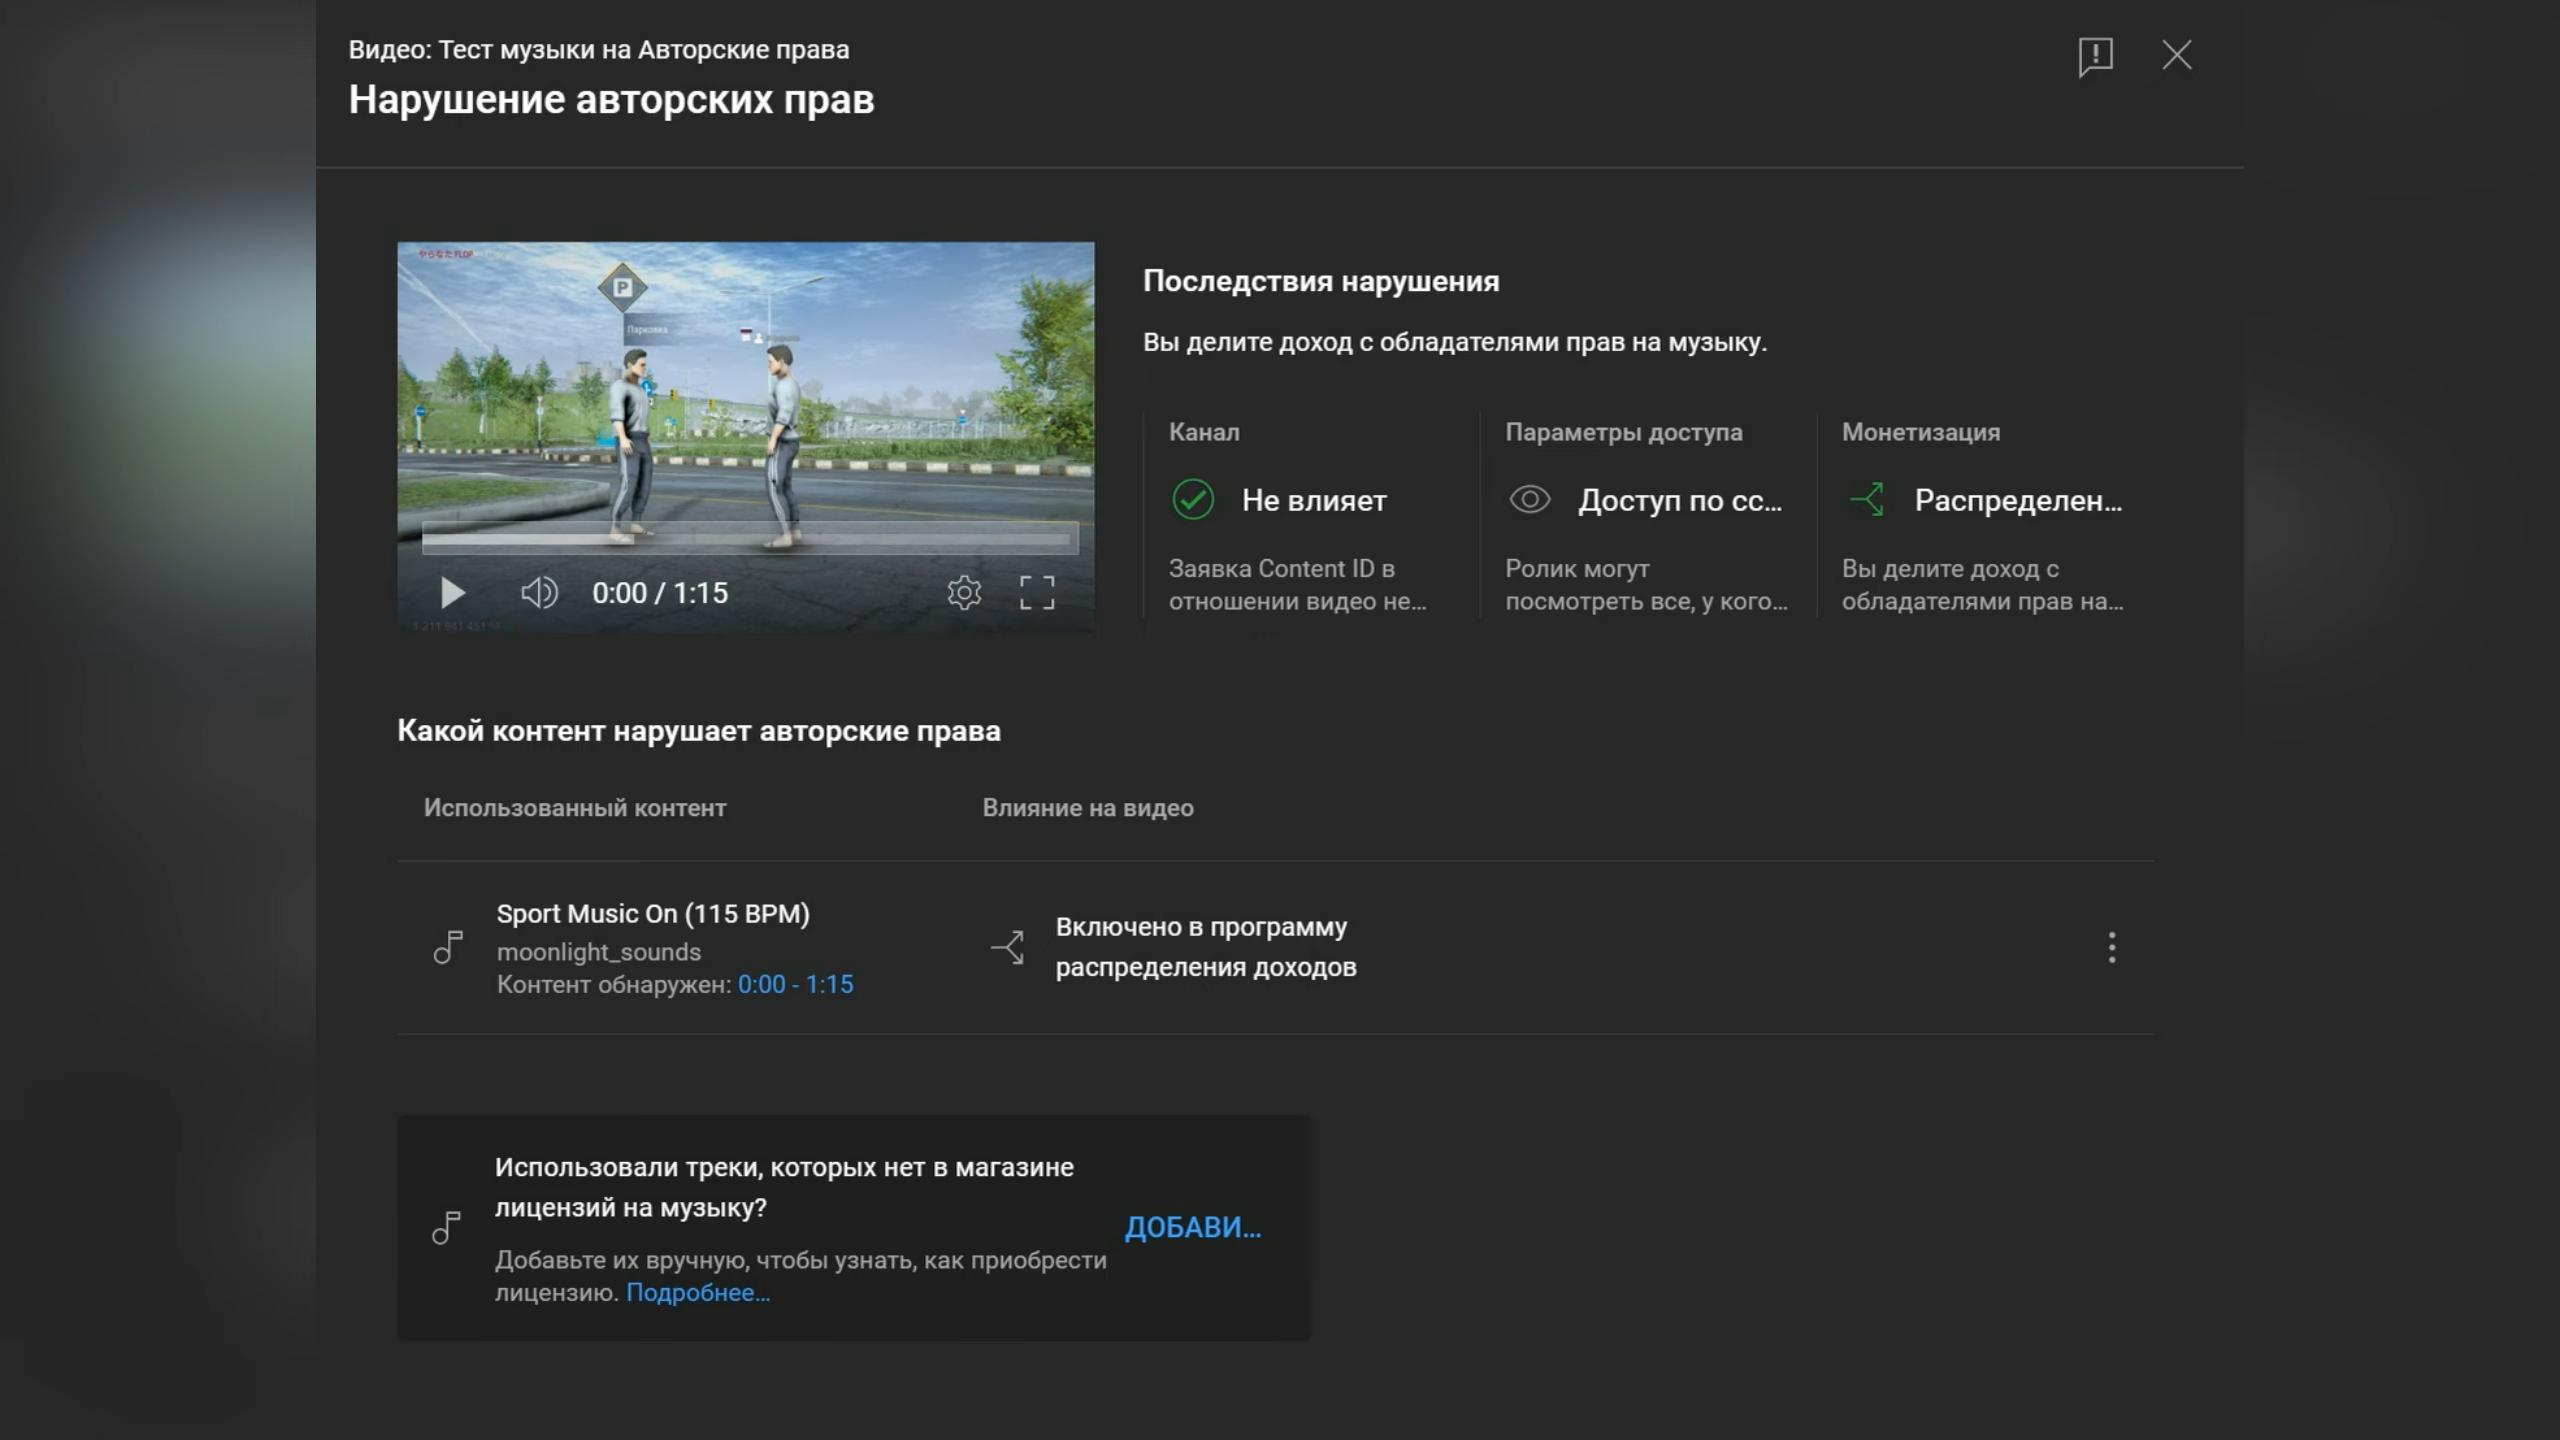 Видео: Тест музыки на Авторские права
Нарушение авторских прав
Парковка
0:00 / 1:15
Последствия нарушения
Вы делите доход с обладателями прав на музыку.
Канал
Не влияет
Заявка Content ID в
отношении видео не...
Параметры доступа
Доступ по сс...
Ролик могут
посмотреть все, у кого...
Монетизация
Распределен...
Вы делите доход с
обладателями прав на...
Какой контент нарушает авторские права
Использованный контент
Влияние на видео
Sport Music On (115 BPM)
moonlight_sounds
Контент обнаружен: 0:00 - 1:15
Включено в программу
распределения доходов
Использовали треки, которых нет в магазине
лицензий на музыку?
Добавьте их вручную, чтобы узнать, как приобрести
лицензию. Подробнее...
ДОБАВИ...